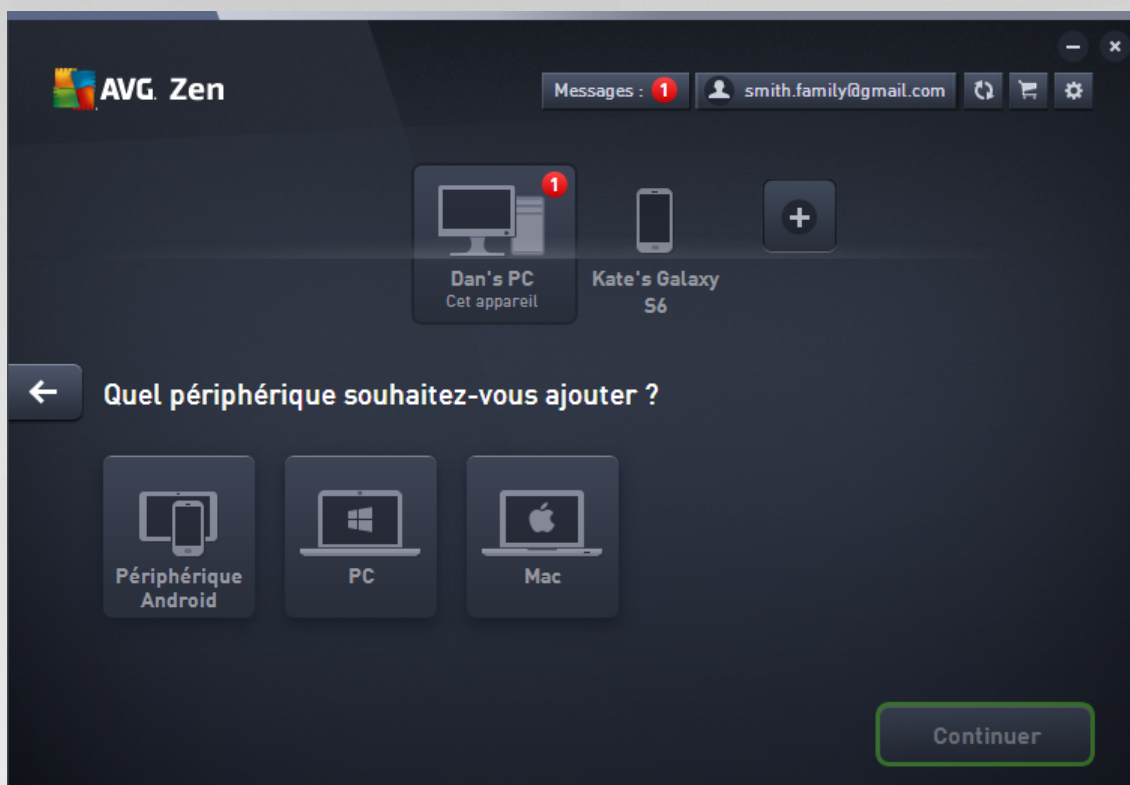 AVG. Zen
Messages : 1
smith.family@gmail.com
1
Dan's PC
Cet appareil
Kate's Galaxy
S6
Quel périphérique souhaitez-vous ajouter ?
Périphérique
Android
PC
Mac
Continuer